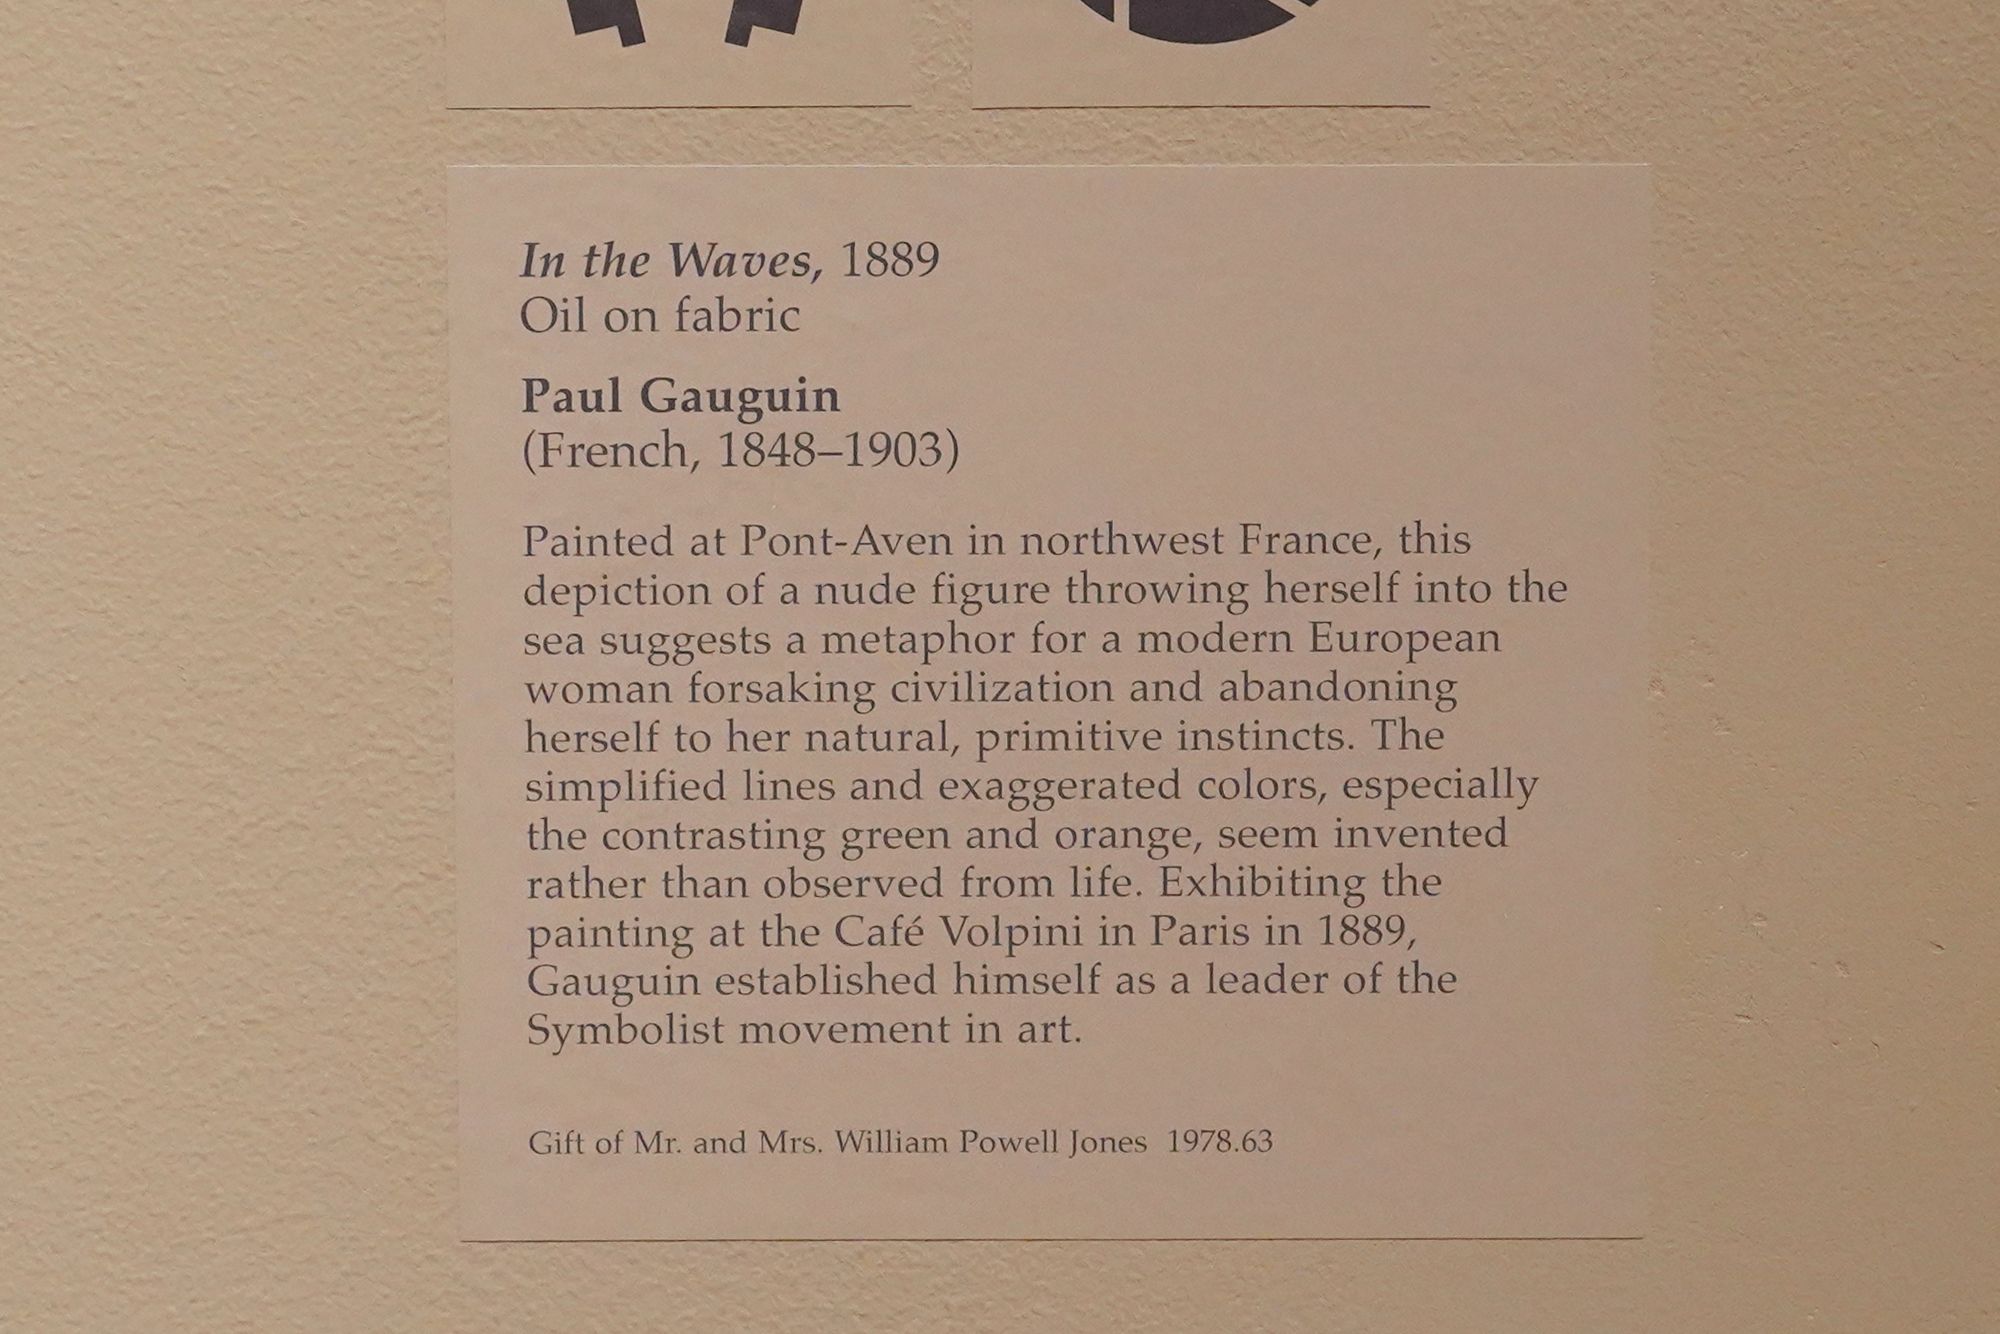 In the Waves, 1889
Oil on fabric
Paul Gauguin
(French, 1848–1903)
Painted at Pont-Aven in northwest France, this
depiction of a nude figure throwing herself into the
sea suggests a metaphor for a modern European
woman forsaking civilization and abandoning
herself to her natural, primitive instincts. The
simplified lines and exaggerated colors, especially
the contrasting green and orange, seem invented
rather than observed from life. Exhibiting the
painting at the Café Volpini in Paris in 1889,
Gauguin established himself as a leader of the
Symbolist movement in art.
Gift of Mr. and Mrs. William Powell Jones 1978.63